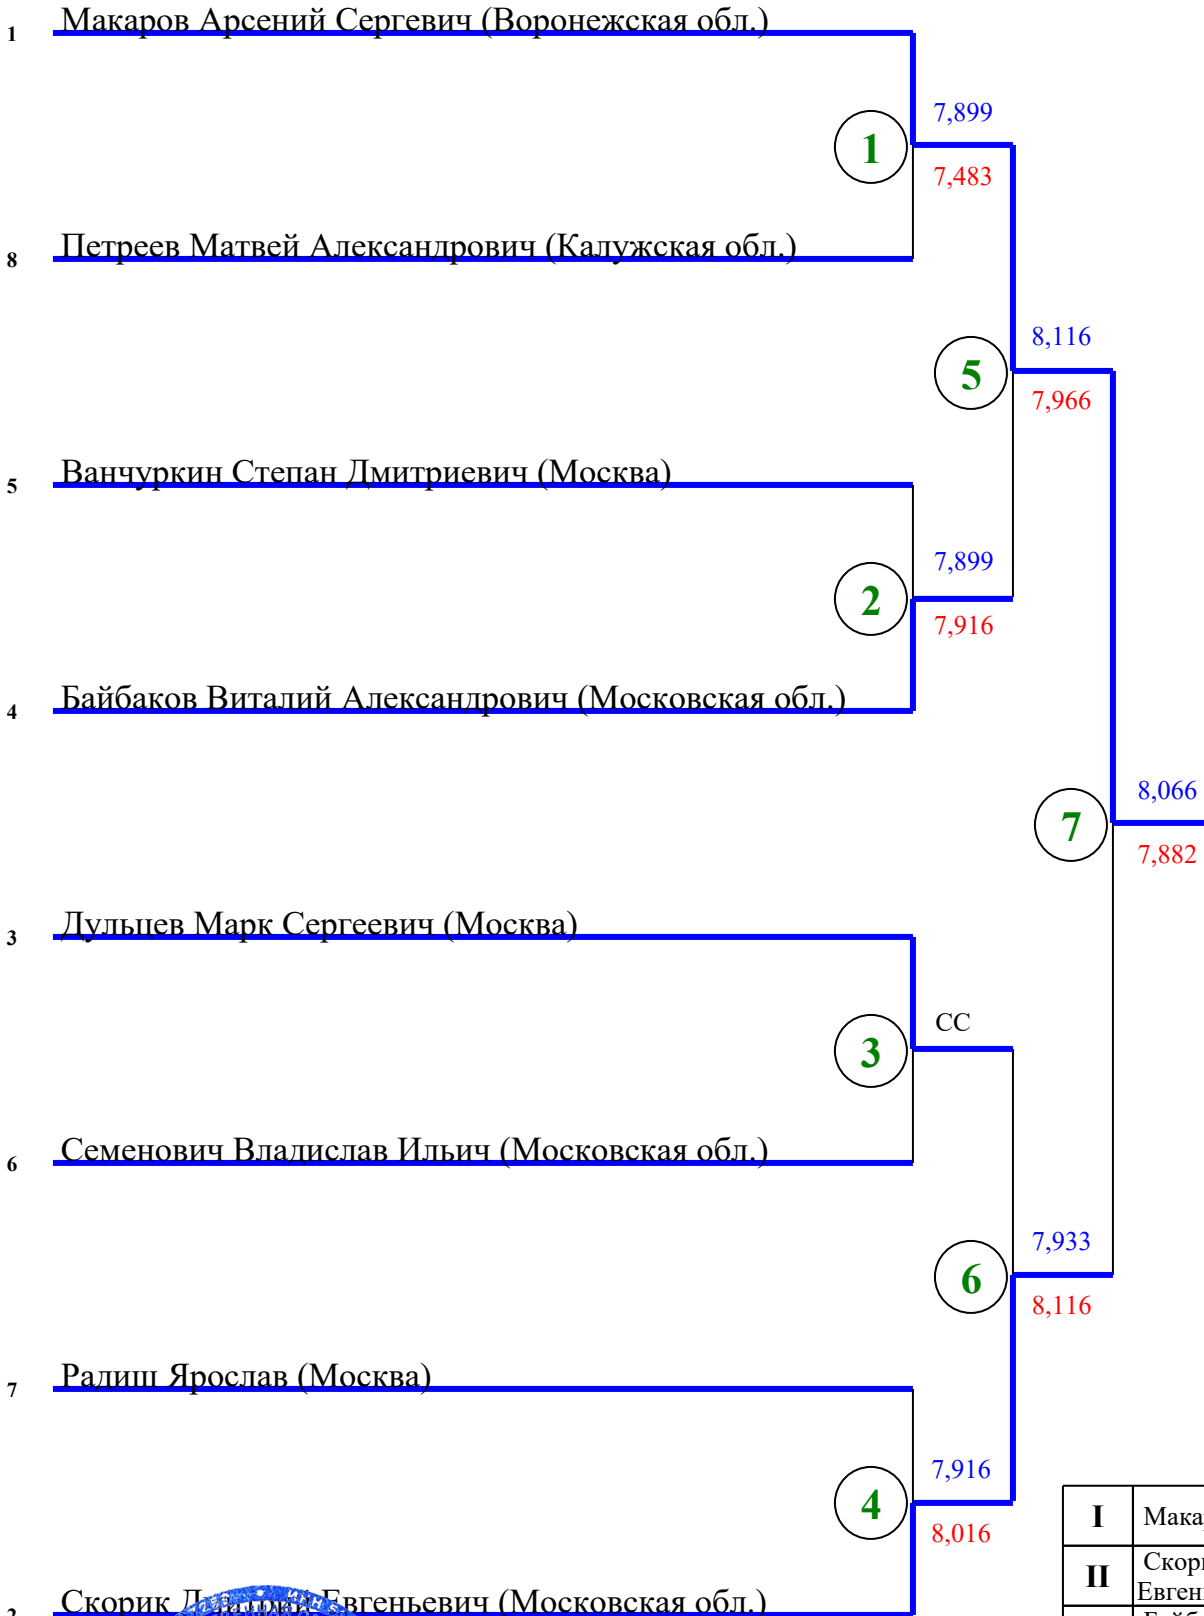 1 Макаров Арсений Сергевич (Воронежская обл.)
7,899
1
7,483
8 Петреев Матвей Александрович (Калужская обл.)
8,116
5
7,966
5 Ванчуркин Степан Дмитриевич (Москва)
7,899
2
7,916
4 Байбаков Виталий Александрович (Московская обл.)
8,066
7
7,882
3 Дульцев Марк Сергеевич (Москва)
СС
3
6 Семенович Владислав Ильич (Московская обл.)
7,933
6
8,116
7 Радиш Ярослав (Москва)
7,916
4
8,016
I Мака
II Скори
Евген
2 Скорик Дмитрий Евгеньевич (Московская обл.)